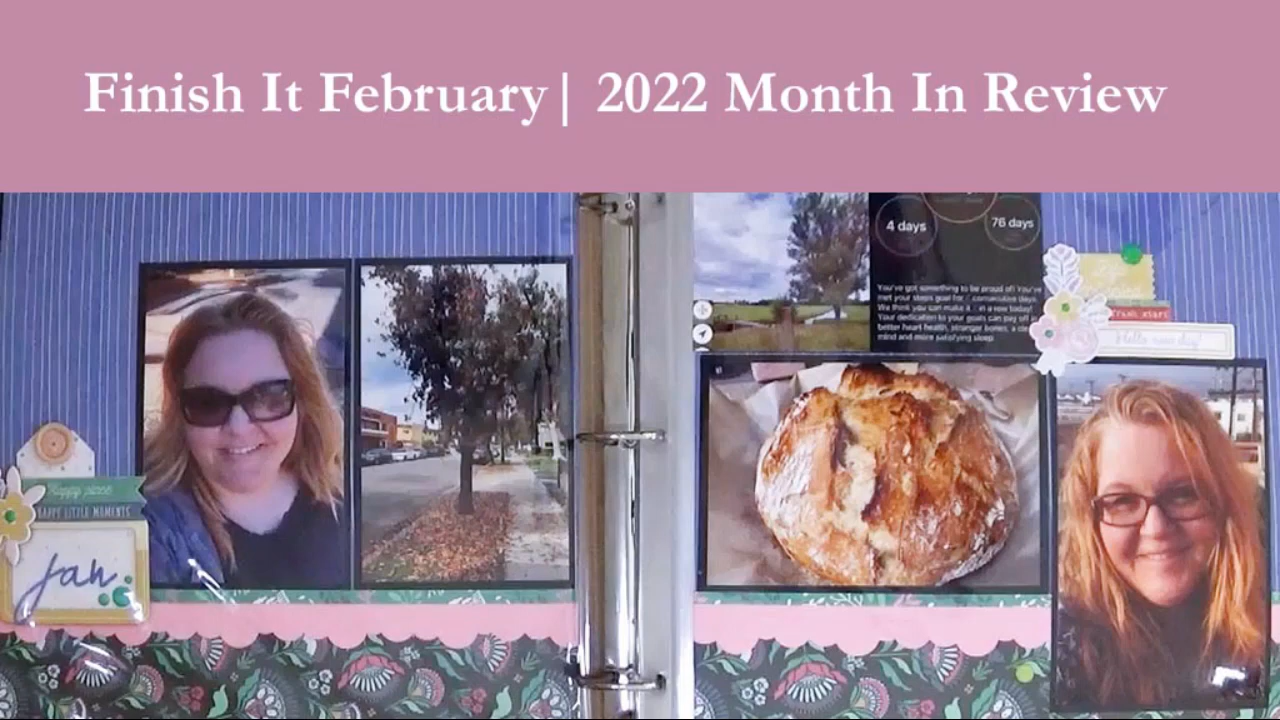 Finish It February| 2022 Month In Review
4 days
76 days
You've got something to be proud of! You've
met your steps goal for consecutive days.
We think you can make it in a row today!
Your dedication to your goals can pay off in
better heart health, stronger bones, a
mind and more satisfying sleep.
fresh start
Hello new day!
Happy place
HAPPY LITTLE MOMENTS
jan.